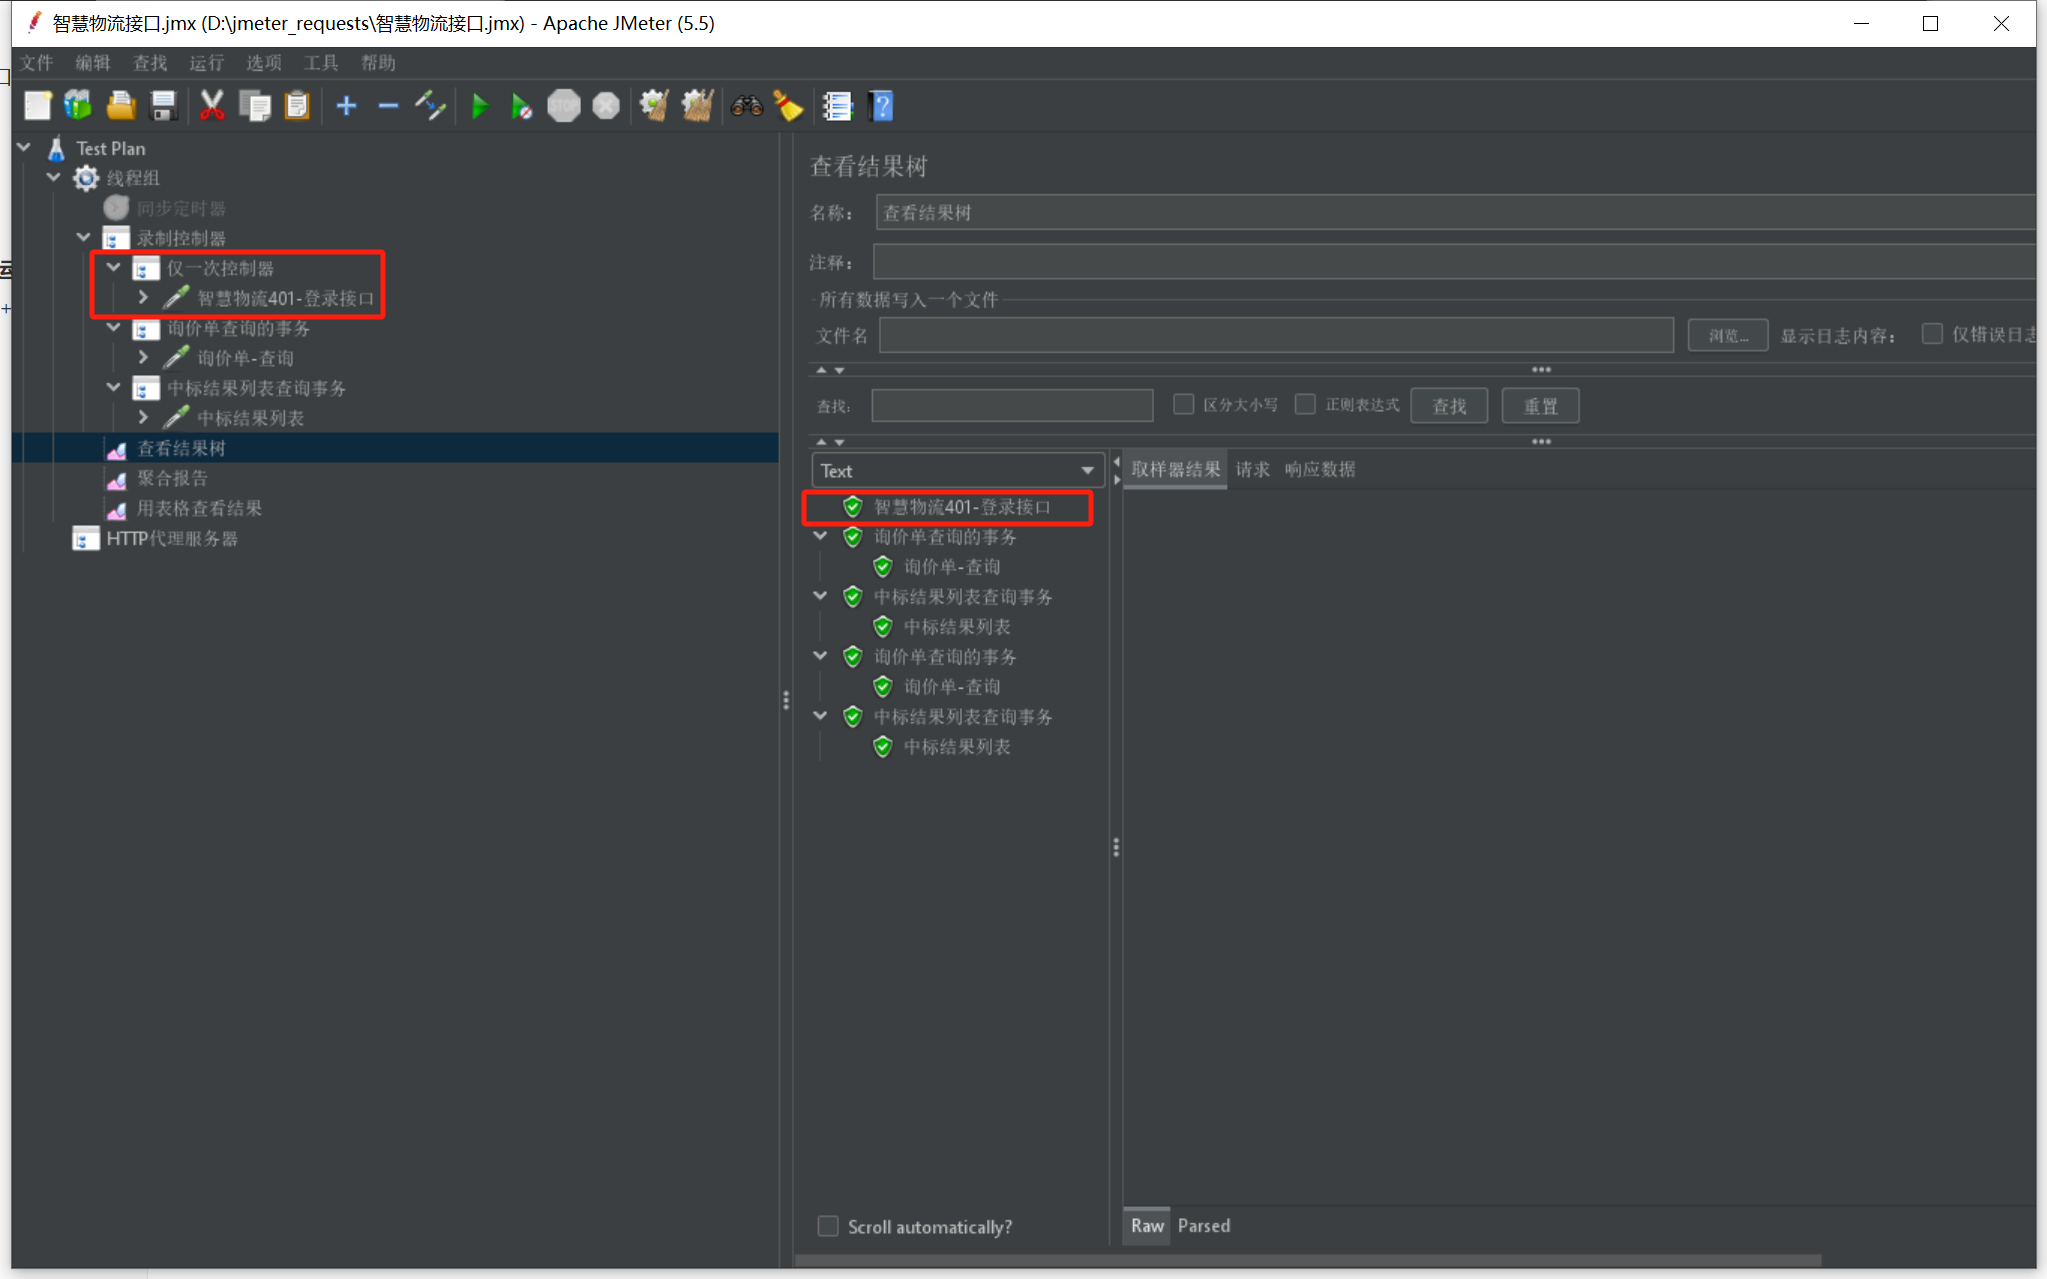 智慧物流接口.jmx (D:\jmeter_requests\智慧物流接口.jmx) - Apache JMeter (5.5)
文件 编辑 查找 运行 选项 工具 帮助
STOP
Test Plan
线程组
同步定时器
录制控制器
仅一次控制器
智慧物流401-登录接口
询价单查询的事务
询价单-查询
中标结果列表查询事务
中标结果列表
查看结果树
聚合报告
用表格查看结果
HTTP代理服务器
查看结果树
名称： 查看结果树
注释：
所有数据写入一个文件
文件名 浏览... 显示日志内容： 仅错误日志
查找: 区分大小写 正则表达式 查找 重置
Text 取样器结果 请求 响应数据
智慧物流401-登录接口
询价单查询的事务
询价单-查询
中标结果列表查询事务
中标结果列表
询价单查询的事务
询价单-查询
中标结果列表查询事务
中标结果列表
Scroll automatically? Raw Parsed